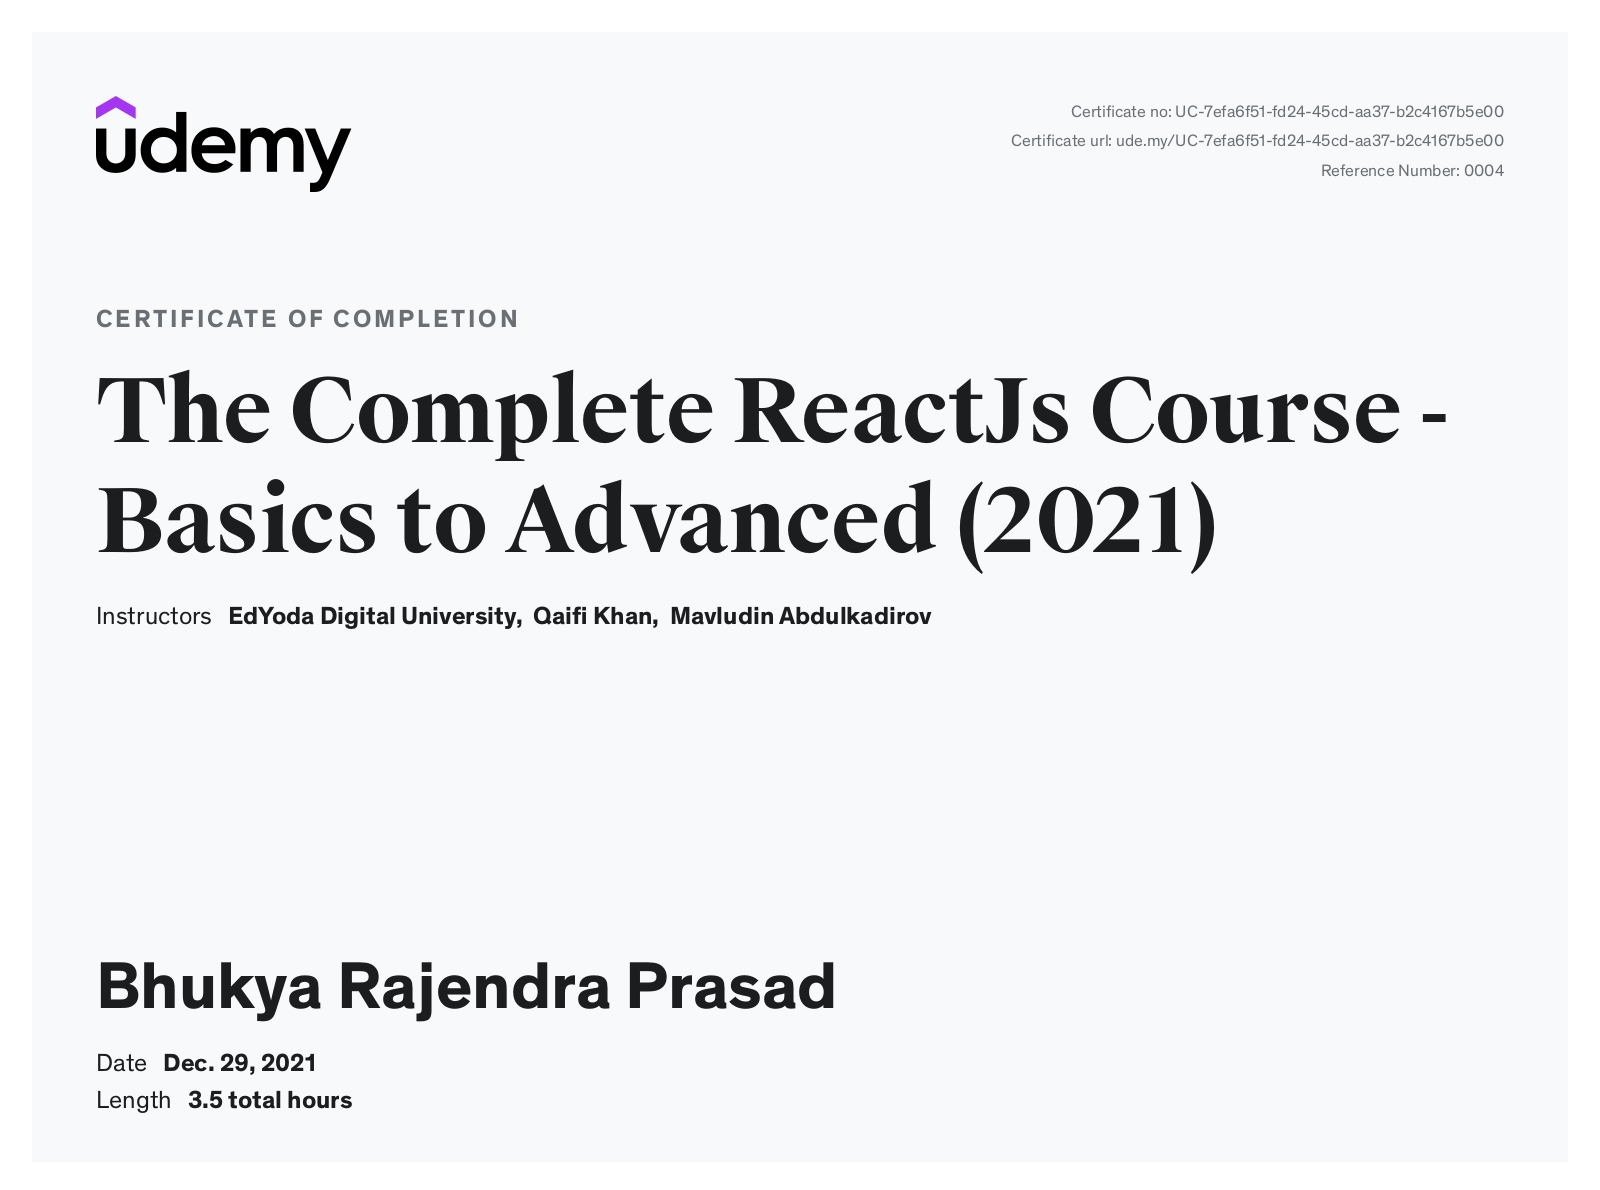 udemy
Certificate no: UC-7efa6f51-fd24-45cd-aa37-b2c4167b5e00
Certificate url: ude.my/UC-7efa6f51-fd24-45cd-aa37-b2c4167b5e00
Reference Number: 0004
CERTIFICATE OF COMPLETION
The Complete ReactJs Course -
Basics to Advanced (2021)
Instructors EdYoda Digital University, Qaifi Khan, Mavludin Abdulkadirov
Bhukya Rajendra Prasad
Date Dec. 29, 2021
Length 3.5 total hours